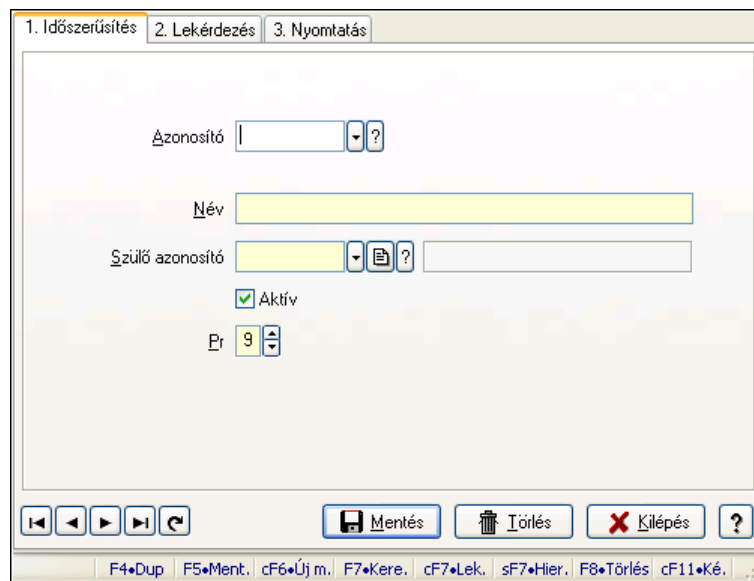 1. Időszerűsítés 2. Lekérdezés 3. Nyomtatás
Azonosító ?
Név
Szülő azonosító ?
Aktív
Pr 9
Mentés Törlés Kilépés ?
F4•Dup F5•Ment. cF6•Új m. F7•Kere. cF7•Lek. sF7•Hier. F8•Törlés cF11•Ké.